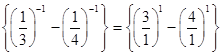 {(1/3)^-1 − (1/4)^-1} = {(3/1)^1 − (4/1)^1}